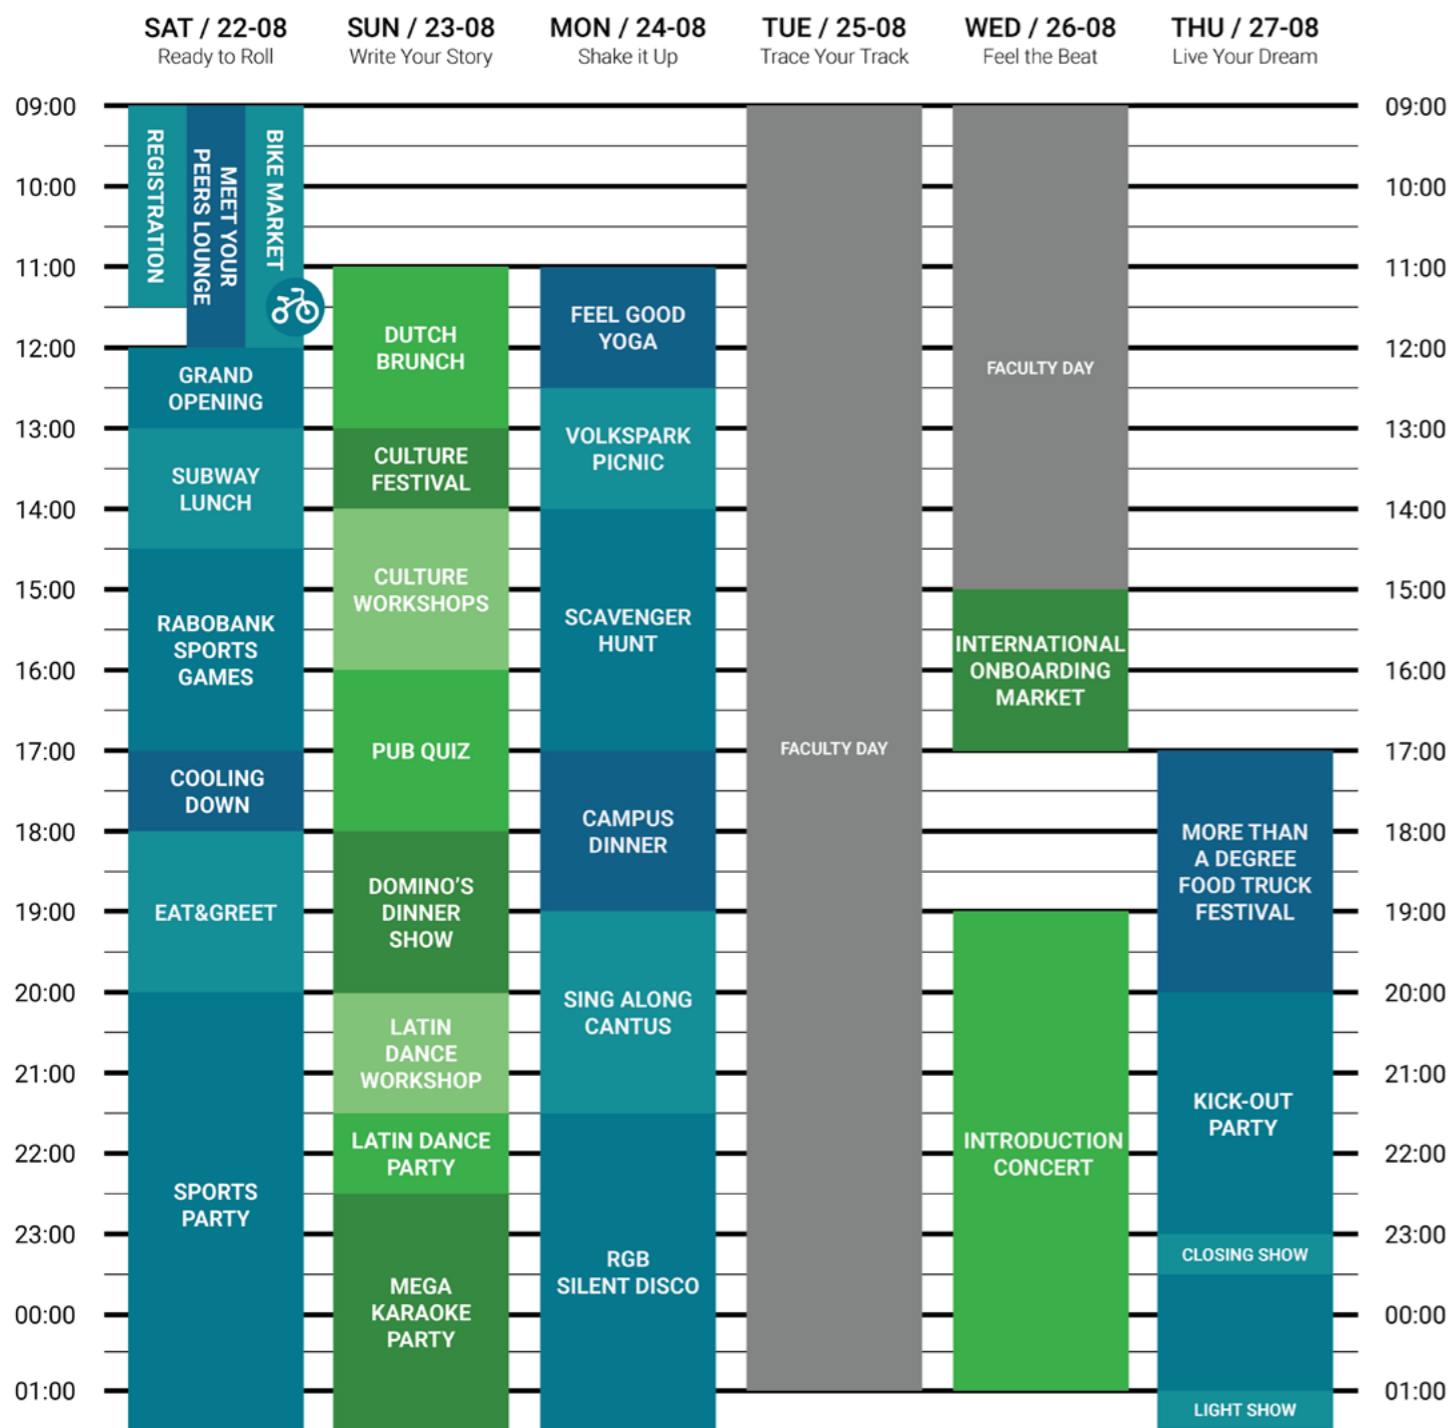 SAT / 22-08
Ready to Roll
SUN / 23-08
Write Your Story
MON / 24-08
Shake it Up
TUE / 25-08
Trace Your Track
WED / 26-08
Feel the Beat
THU / 27-08
Live Your Dream
09:00
10:00
11:00
12:00
13:00
14:00
15:00
16:00
17:00
18:00
19:00
20:00
21:00
22:00
23:00
00:00
01:00
REGISTRATION
MEET YOUR
PEERS LOUNGE
BIKE MARKET
GRAND
OPENING
SUBWAY
LUNCH
RABOBANK
SPORTS
GAMES
COOLING
DOWN
EAT&GREET
SPORTS
PARTY
DUTCH
BRUNCH
CULTURE
FESTIVAL
CULTURE
WORKSHOPS
PUB QUIZ
DOMINO'S
DINNER
SHOW
LATIN
DANCE
WORKSHOP
LATIN DANCE
PARTY
MEGA
KARAOKE
PARTY
FEEL GOOD
YOGA
VOLKSPARK
PICNIC
SCAVENGER
HUNT
CAMPUS
DINNER
SING ALONG
CANTUS
RGB
SILENT DISCO
FACULTY DAY
FACULTY DAY
INTERNATIONAL
ONBOARDING
MARKET
INTRODUCTION
CONCERT
MORE THAN
A DEGREE
FOOD TRUCK
FESTIVAL
KICK-OUT
PARTY
CLOSING SHOW
LIGHT SHOW
09:00
10:00
11:00
12:00
13:00
14:00
15:00
16:00
17:00
18:00
19:00
20:00
21:00
22:00
23:00
00:00
01:00